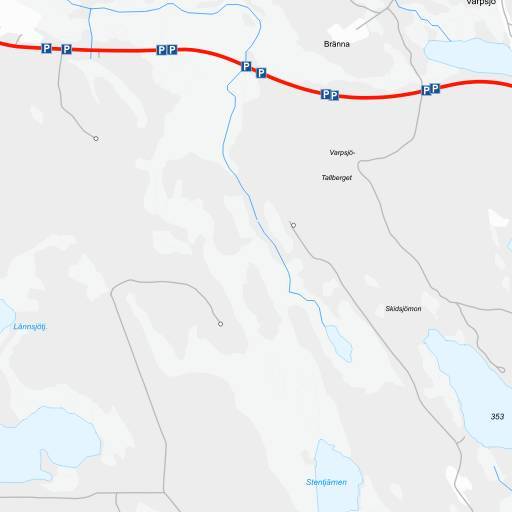 Varpsjö
Bränna
P P
P P
P
P
P P
P P
Varpsjö-
Tallberget
Skidsjömon
Lännsjötj.
353
Stentjärnen